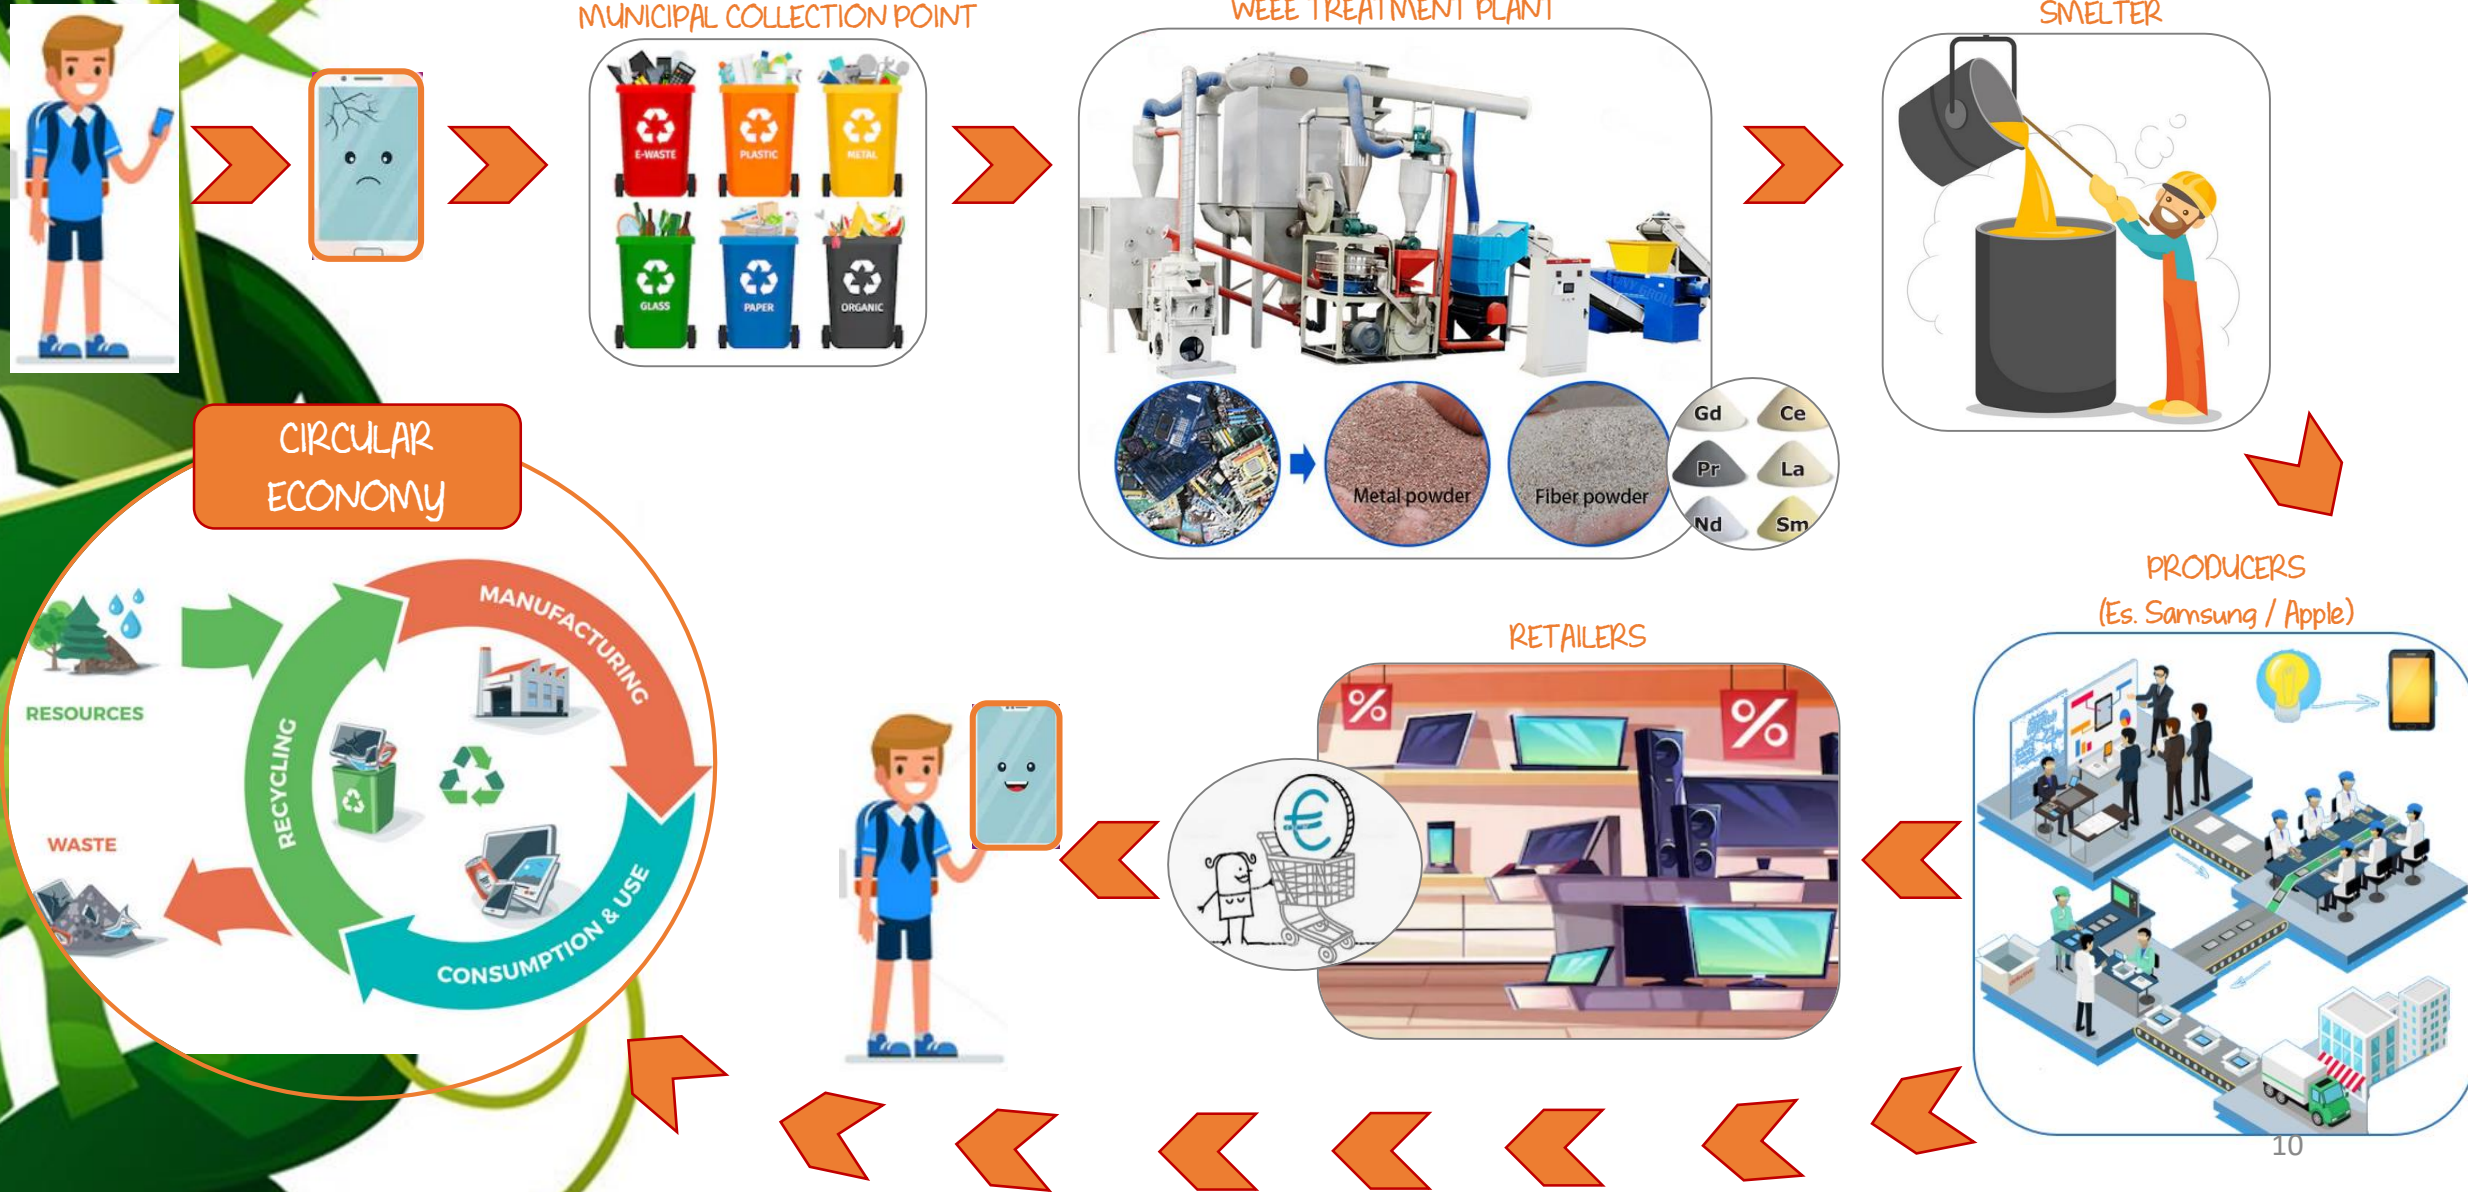 MUNICIPAL COLLECTION POINT
WEEE TREATMENT PLANT
SMELTER
E-WASTE
PLASTIC
METAL
GLASS
PAPER
ORGANIC
Metal powder
Fiber powder
Gd
Ce
Pr
La
Nd
Sm
CIRCULAR
ECONOMY
MANUFACTURING
RECYCLING
CONSUMPTION & USE
RESOURCES
WASTE
PRODUCERS
(Es. Samsung / Apple)
RETAILERS
%
%
€
10